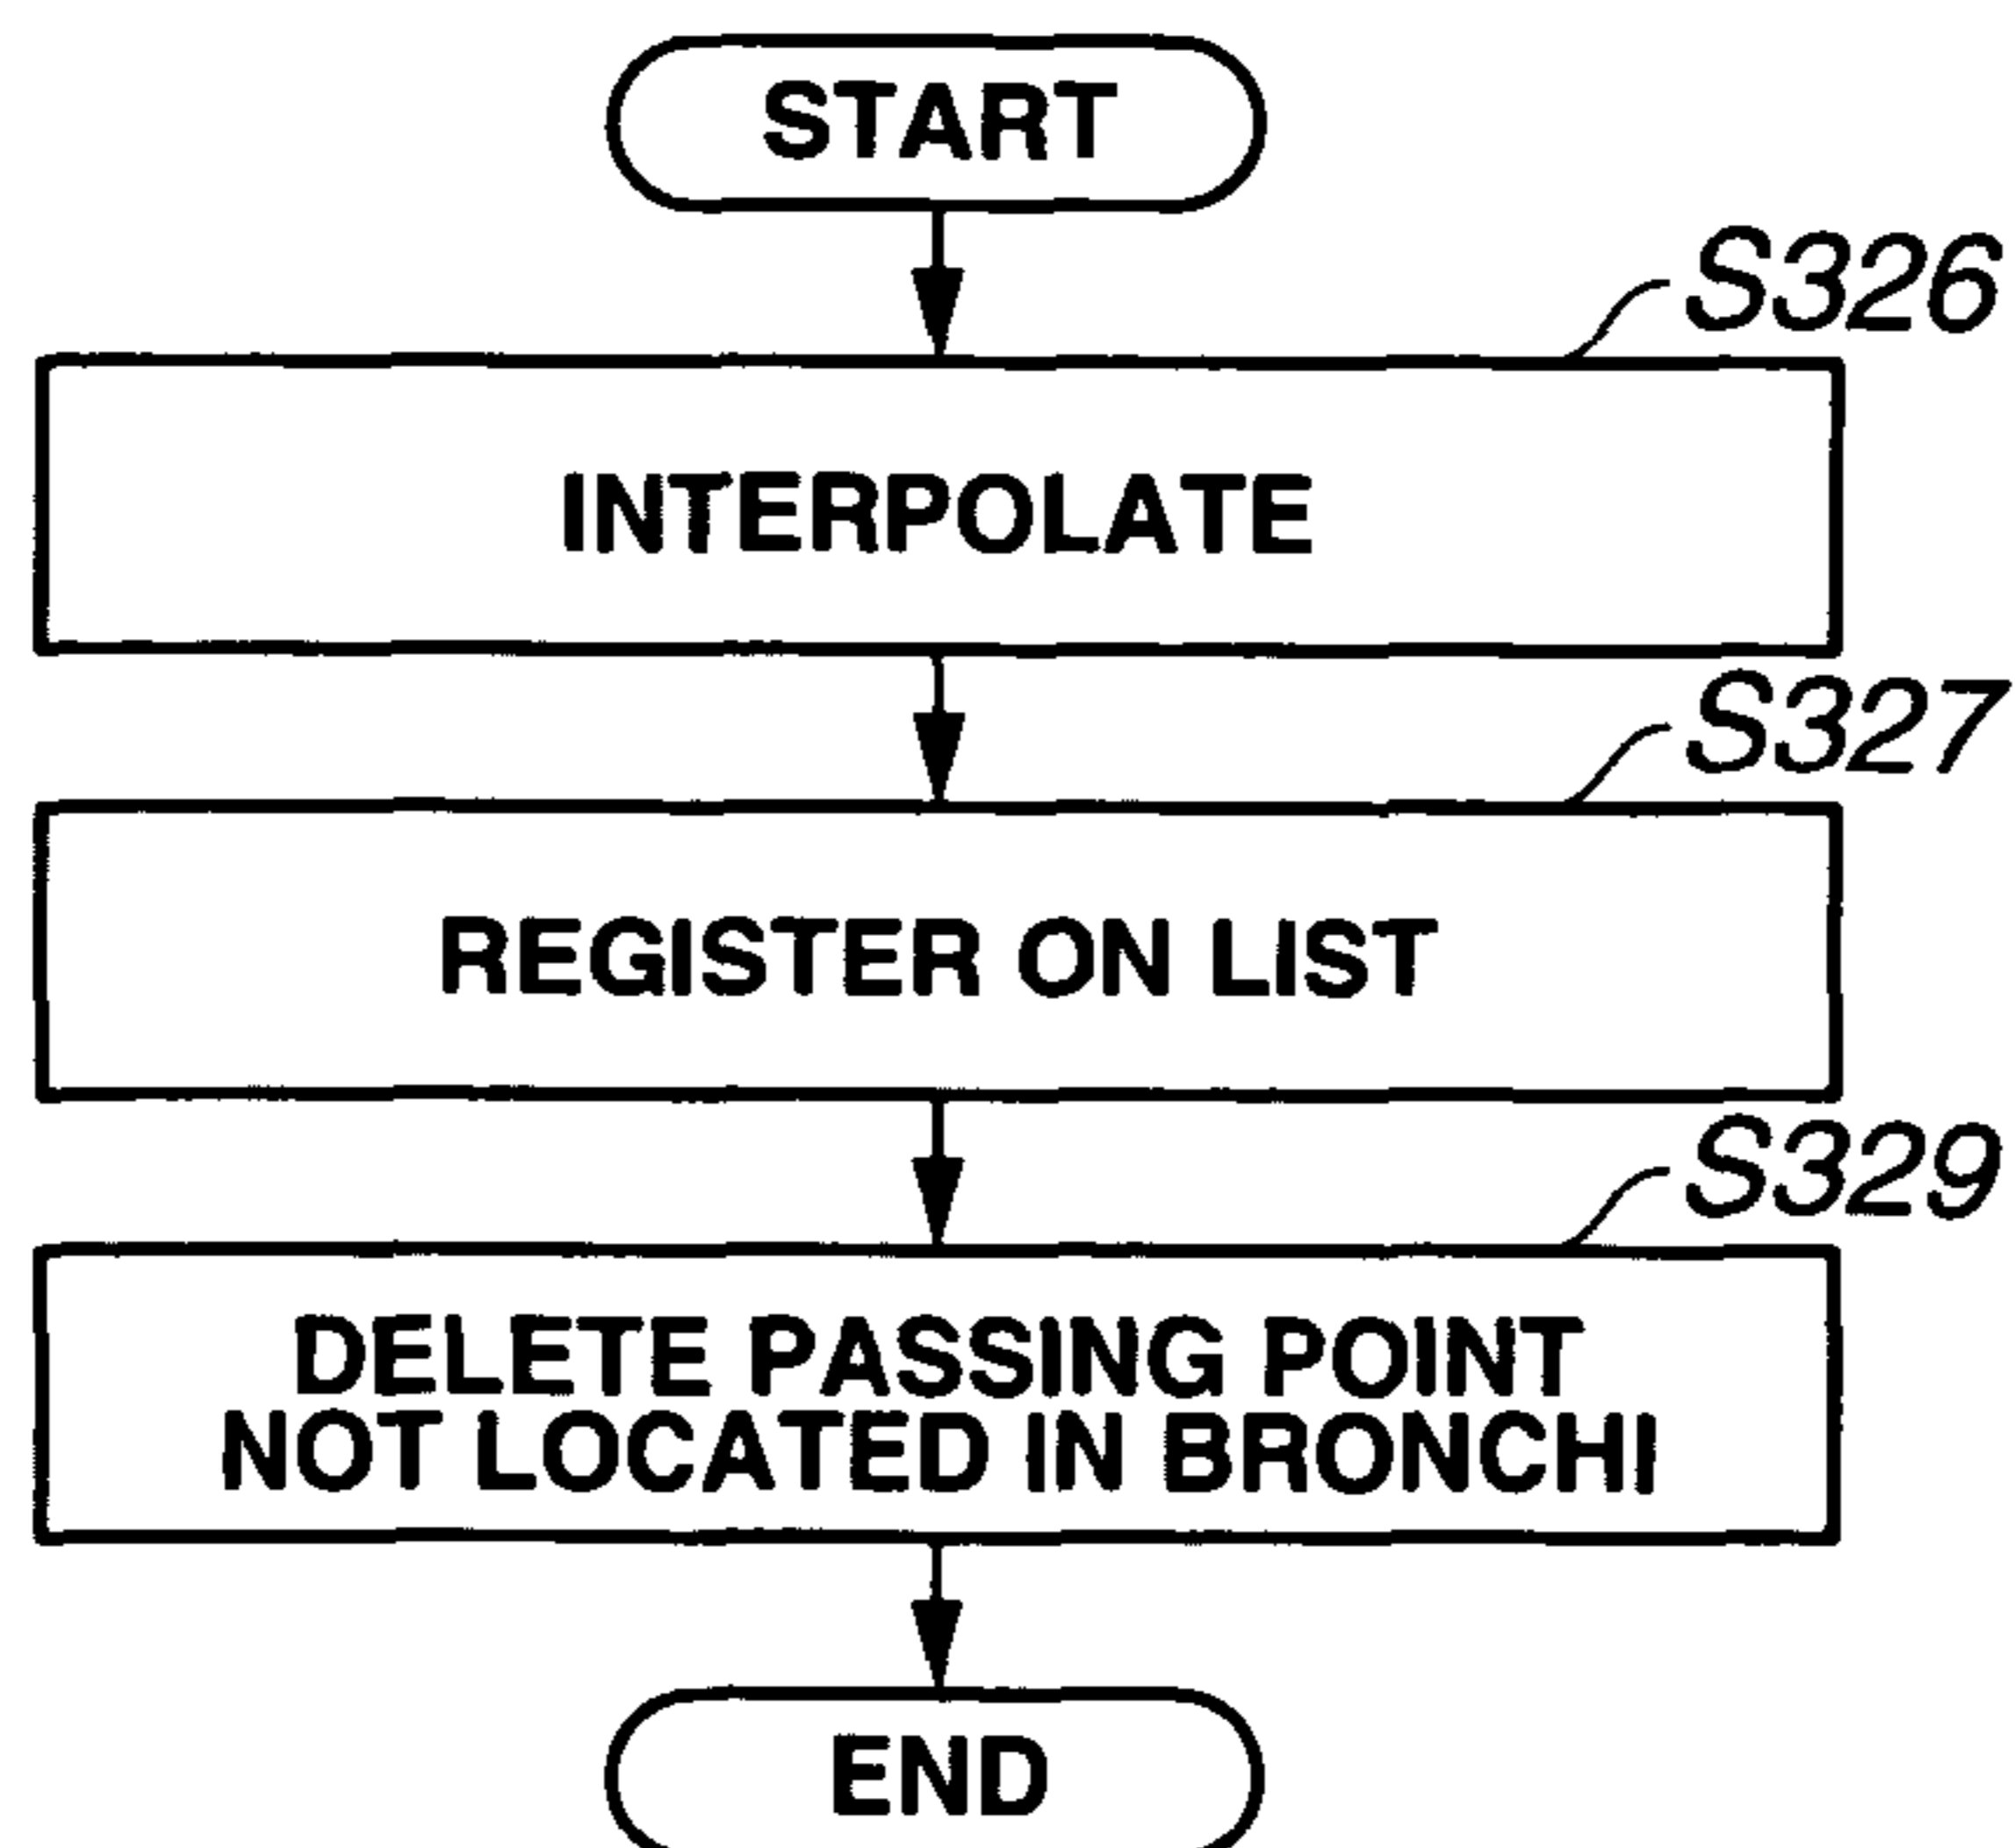 START
S326
INTERPOLATE
S327
REGISTER ON LIST
S329
DELETE PASSING POINT
NOT LOCATED IN BRONCHI
END